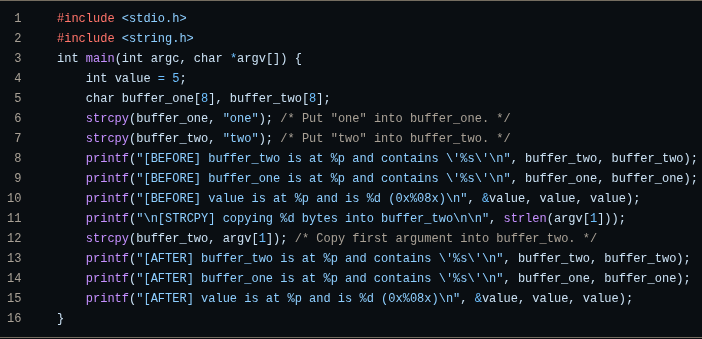 1 #include <stdio.h>
2 #include <string.h>
3 int main(int argc, char *argv[]) {
4     int value = 5;
5     char buffer_one[8], buffer_two[8];
6     strcpy(buffer_one, "one"); /* Put "one" into buffer_one. */
7     strcpy(buffer_two, "two"); /* Put "two" into buffer_two. */
8     printf("[BEFORE] buffer_two is at %p and contains \'%s\'\n", buffer_two, buffer_two);
9     printf("[BEFORE] buffer_one is at %p and contains \'%s\'\n", buffer_one, buffer_one);
10     printf("[BEFORE] value is at %p and is %d (0x%08x)\n", &value, value, value);
11     printf("\n[STRCPY] copying %d bytes into buffer_two\n\n", strlen(argv[1]));
12     strcpy(buffer_two, argv[1]); /* Copy first argument into buffer_two. */
13     printf("[AFTER] buffer_two is at %p and contains \'%s\'\n", buffer_two, buffer_two);
14     printf("[AFTER] buffer_one is at %p and contains \'%s\'\n", buffer_one, buffer_one);
15     printf("[AFTER] value is at %p and is %d (0x%08x)\n", &value, value, value);
16 }